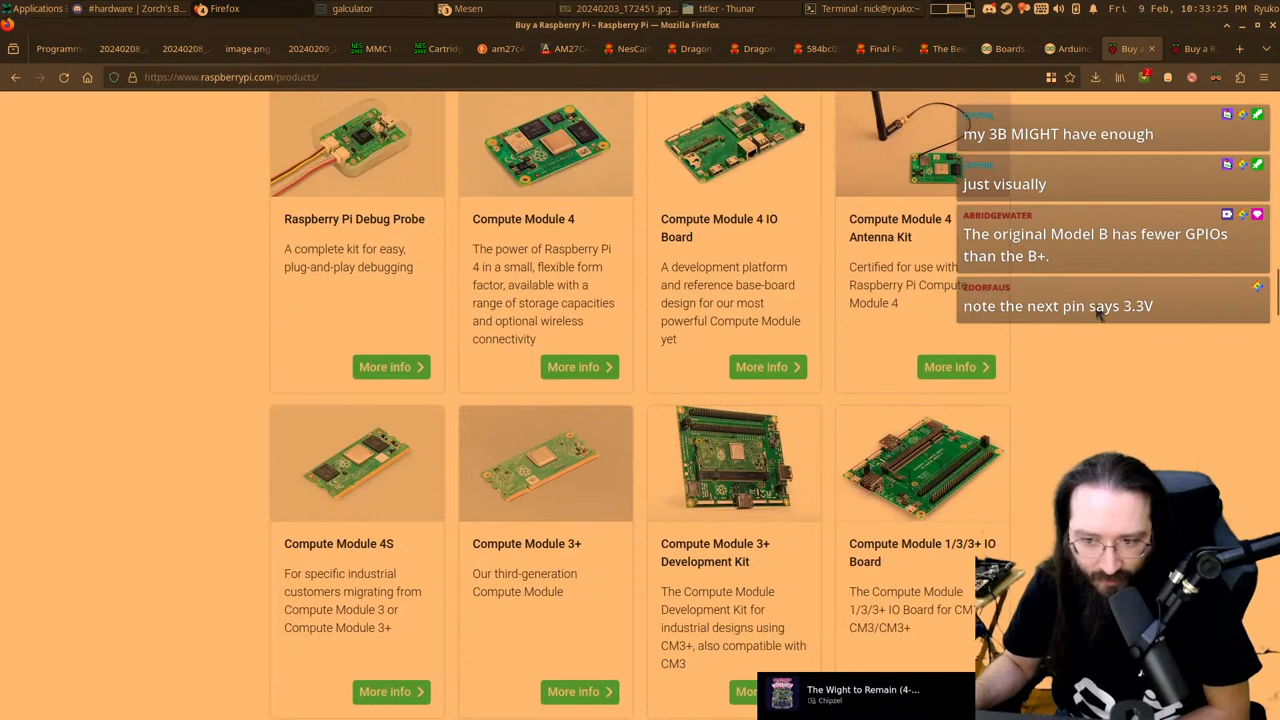 Applications
#hardware | Zorch's B...
Firefox
galculator
Mesen
20240203_172451.jpg...
titler - Thunar
Terminal - nick@ryuko:~
Fri 9 Feb, 10:33:25 PM Ryuko
Buy a Raspberry Pi – Raspberry Pi — Mozilla Firefox
Programm
20240208_
20240208_
image.png
20240209_
MMC1
Cartrid
am27c4
AM27C
NesCart
Dragon
Dragon
584bc03
Final Fa
The Be
Boards
Arduino
Buy a
Buy a R
https://www.raspberrypi.com/products/
my 3B MIGHT have enough
just visually
ABRIDGEWATER
The original Model B has fewer GPIOs
than the B+.
EDORFAUS
note the next pin says 3.3V
Raspberry Pi Debug Probe
A complete kit for easy,
plug-and-play debugging
More info
Compute Module 4
The power of Raspberry Pi
4 in a small, flexible form
factor, available with a
range of storage capacities
and optional wireless
connectivity
More info
Compute Module 4 IO
Board
A development platform
and reference base-board
design for our most
powerful Compute Module
yet
More info
Compute Module 4
Antenna Kit
Certified for use with
Raspberry Pi Compute
Module 4
More info
Compute Module 4S
For specific industrial
customers migrating from
Compute Module 3 or
Compute Module 3+
More info
Compute Module 3+
Our third-generation
Compute Module
More info
Compute Module 3+
Development Kit
The Compute Module
Development Kit for
industrial designs using
CM3+, also compatible with
CM3
Mo
Compute Module 1/3/3+ IO
Board
The Compute Module
1/3/3+ IO Board for CM1
CM3/CM3+
The Wight to Remain (4-...
Chipzel